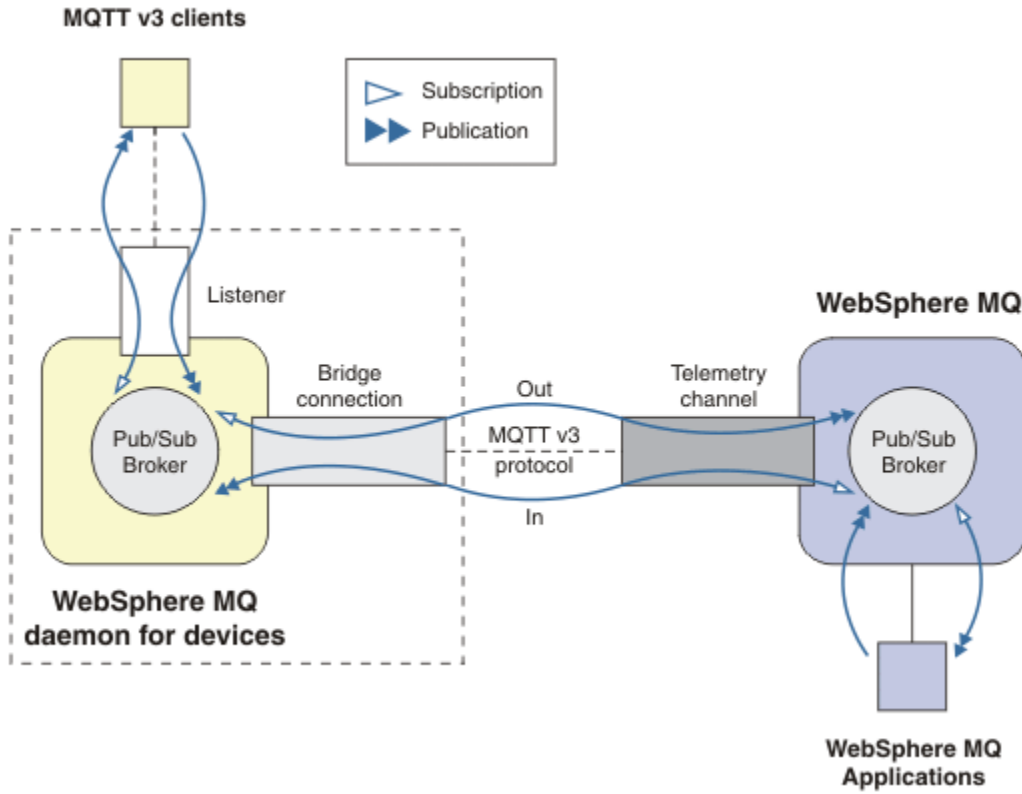 MQTT v3 clients
Subscription
Publication
Listener
WebSphere MQ
Bridge
connection
Out
Telemetry
channel
Pub/Sub
Broker
MQTT v3
protocol
Pub/Sub
Broker
In
WebSphere MQ
daemon for devices
WebSphere MQ
Applications